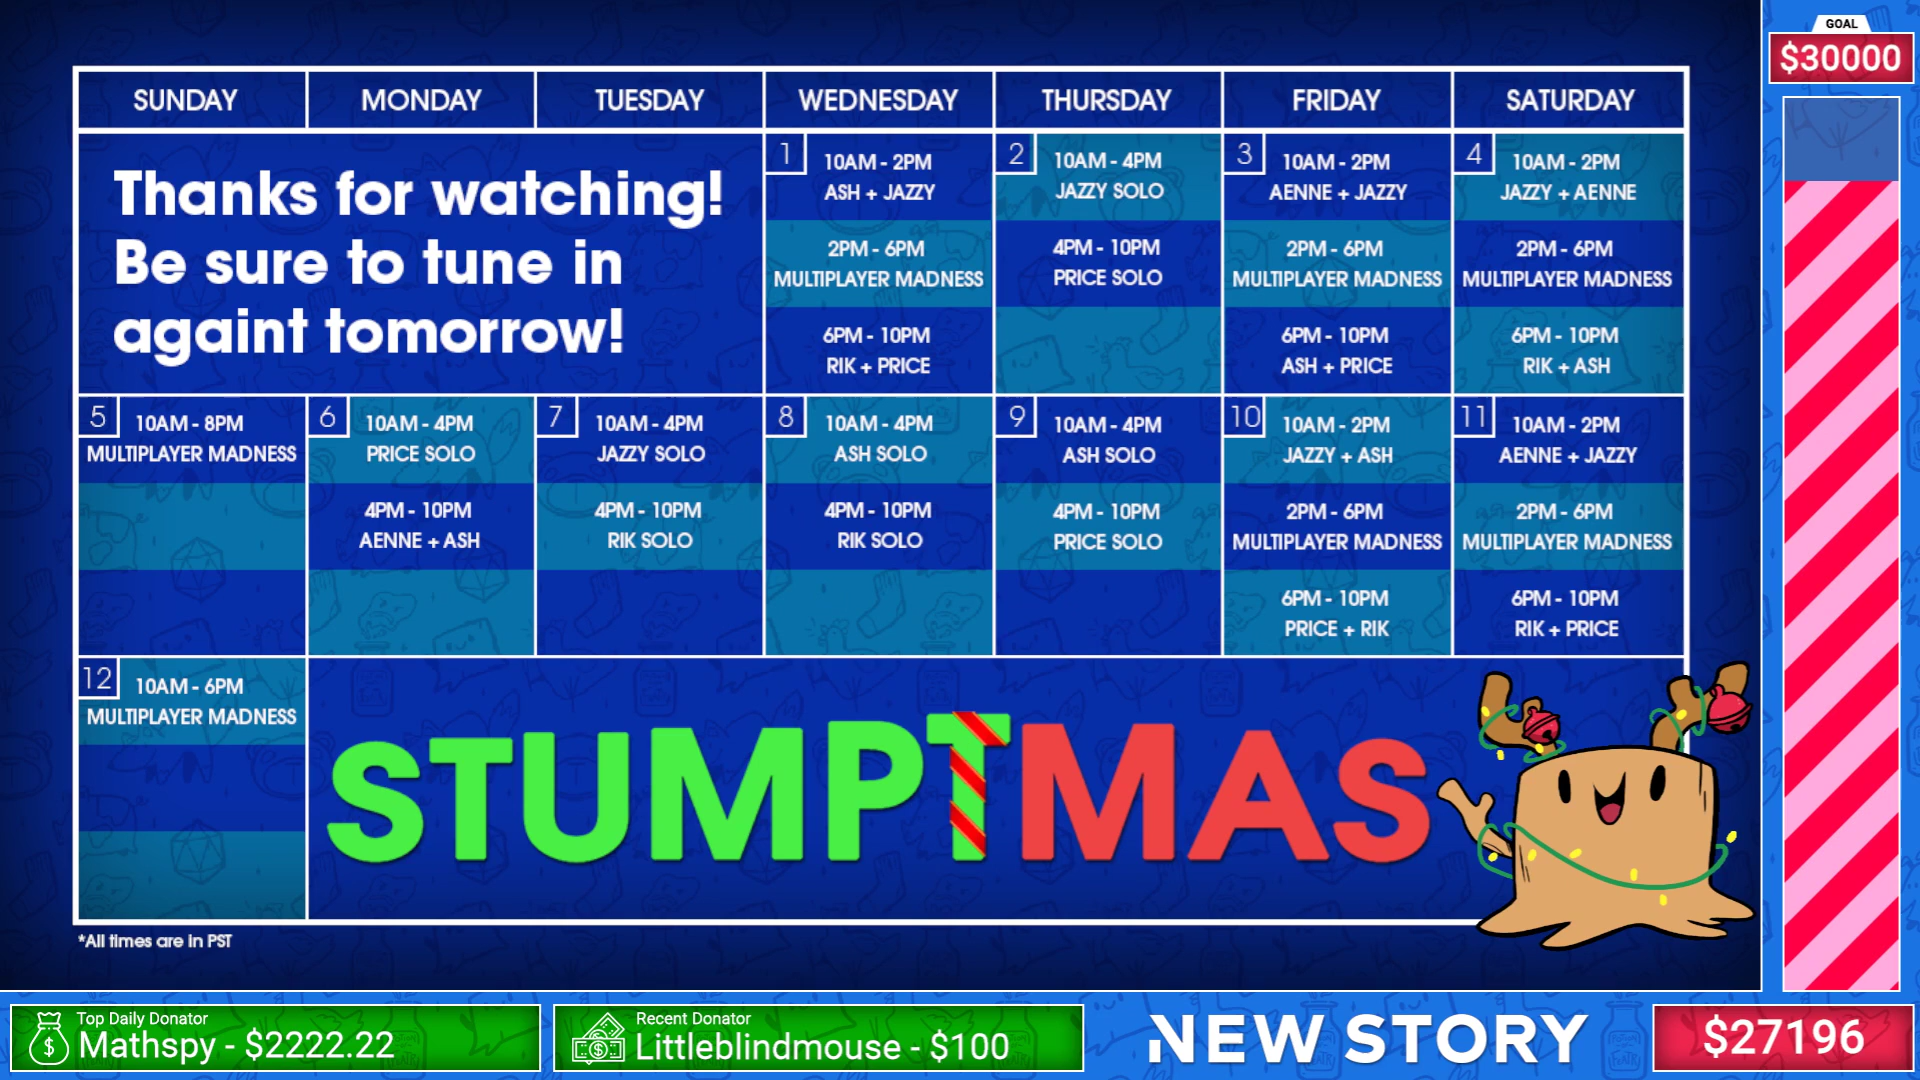 GOAL
$30000
SUNDAY
MONDAY
TUESDAY
WEDNESDAY
THURSDAY
FRIDAY
SATURDAY
Thanks for watching!
Be sure to tune in
againt tomorrow!
1
10AM - 2PM
ASH + JAZZY
2PM - 6PM
MULTIPLAYER MADNESS
6PM - 10PM
RIK + PRICE
2
10AM - 4PM
JAZZY SOLO
4PM - 10PM
PRICE SOLO
3
10AM - 2PM
AENNE + JAZZY
2PM - 6PM
MULTIPLAYER MADNESS
6PM - 10PM
ASH + PRICE
4
10AM - 2PM
JAZZY + AENNE
2PM - 6PM
MULTIPLAYER MADNESS
6PM - 10PM
RIK + ASH
5
10AM - 8PM
MULTIPLAYER MADNESS
6
10AM - 4PM
PRICE SOLO
4PM - 10PM
AENNE + ASH
7
10AM - 4PM
JAZZY SOLO
4PM - 10PM
RIK SOLO
8
10AM - 4PM
ASH SOLO
4PM - 10PM
RIK SOLO
9
10AM - 4PM
ASH SOLO
4PM - 10PM
PRICE SOLO
10
10AM - 2PM
JAZZY + ASH
2PM - 6PM
MULTIPLAYER MADNESS
6PM - 10PM
PRICE + RIK
11
10AM - 2PM
AENNE + JAZZY
2PM - 6PM
MULTIPLAYER MADNESS
6PM - 10PM
RIK + PRICE
12
10AM - 6PM
MULTIPLAYER MADNESS
STUMPTMAS
*All times are in PST
Top Daily Donator
Mathspy - $2222.22
Recent Donator
Littleblindmouse - $100
NEW STORY
$27196